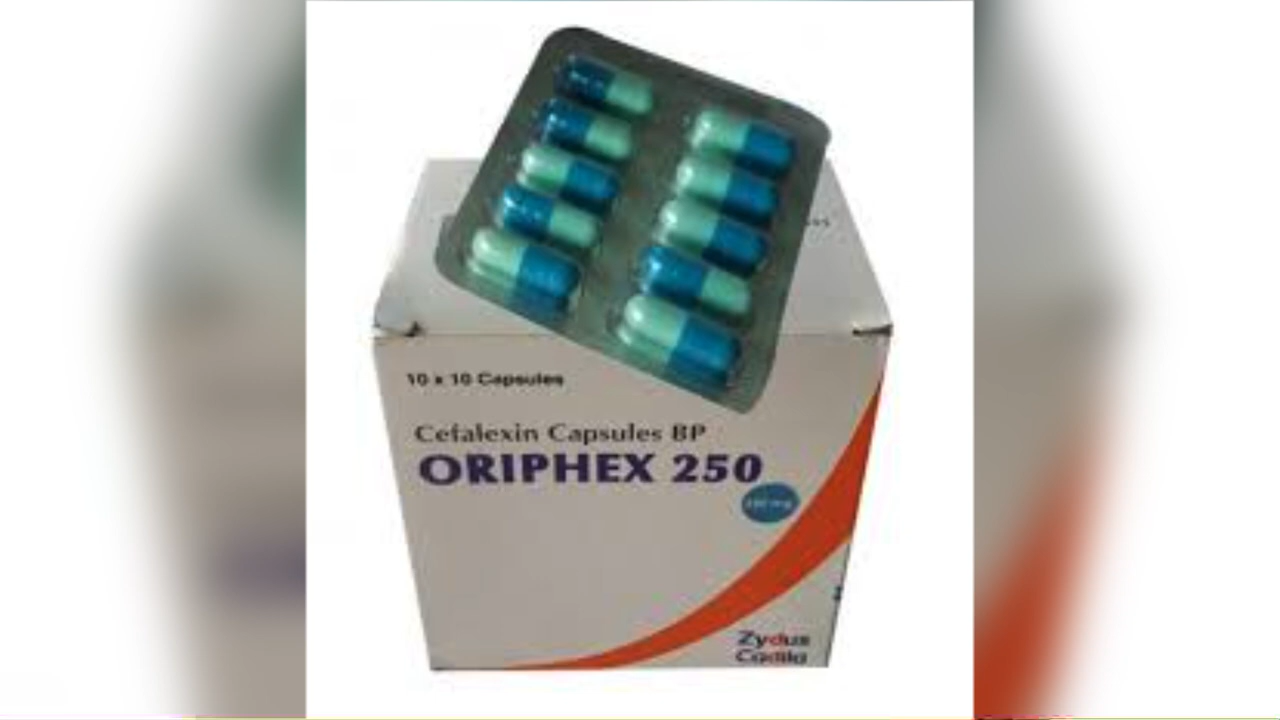 10 x 10 Capsules
Cefalexin Capsules BP
ORIPHEX 250
Zydus
Cadila